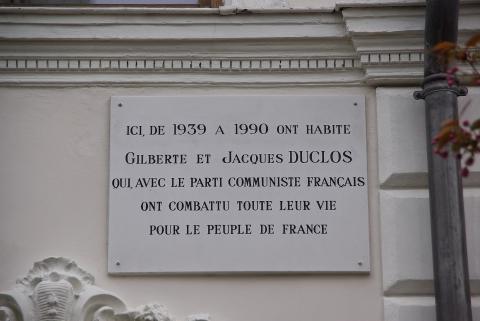 ICI, DE 1939 A 1990 ONT HABITE
GILBERTE ET JACQUES DUCLOS
QUI, AVEC LE PARTI COMMUNISTE FRANÇAIS
ONT COMBATTU TOUTE LEUR VIE
POUR LE PEUPLE DE FRANCE